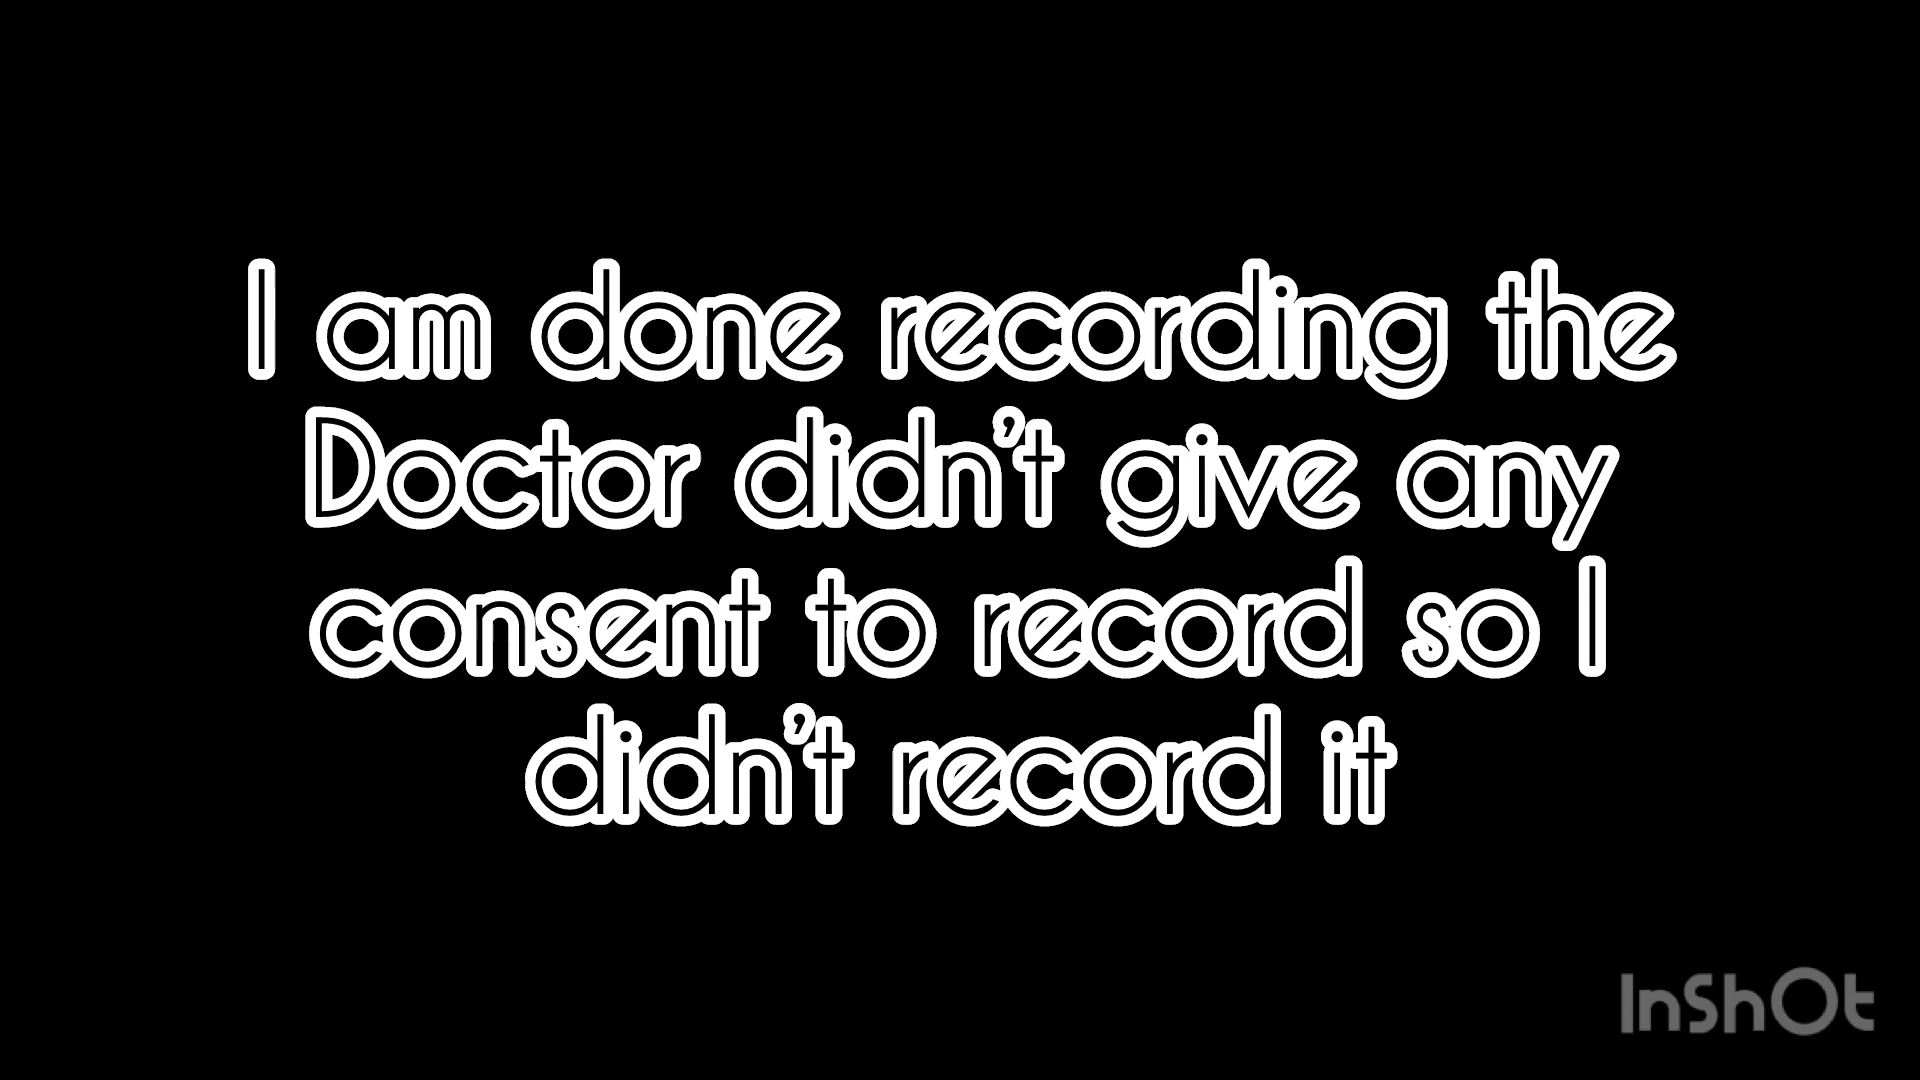 I am done recording the
Doctor didn't give any
consent to record so I
didn't record it
InShOt